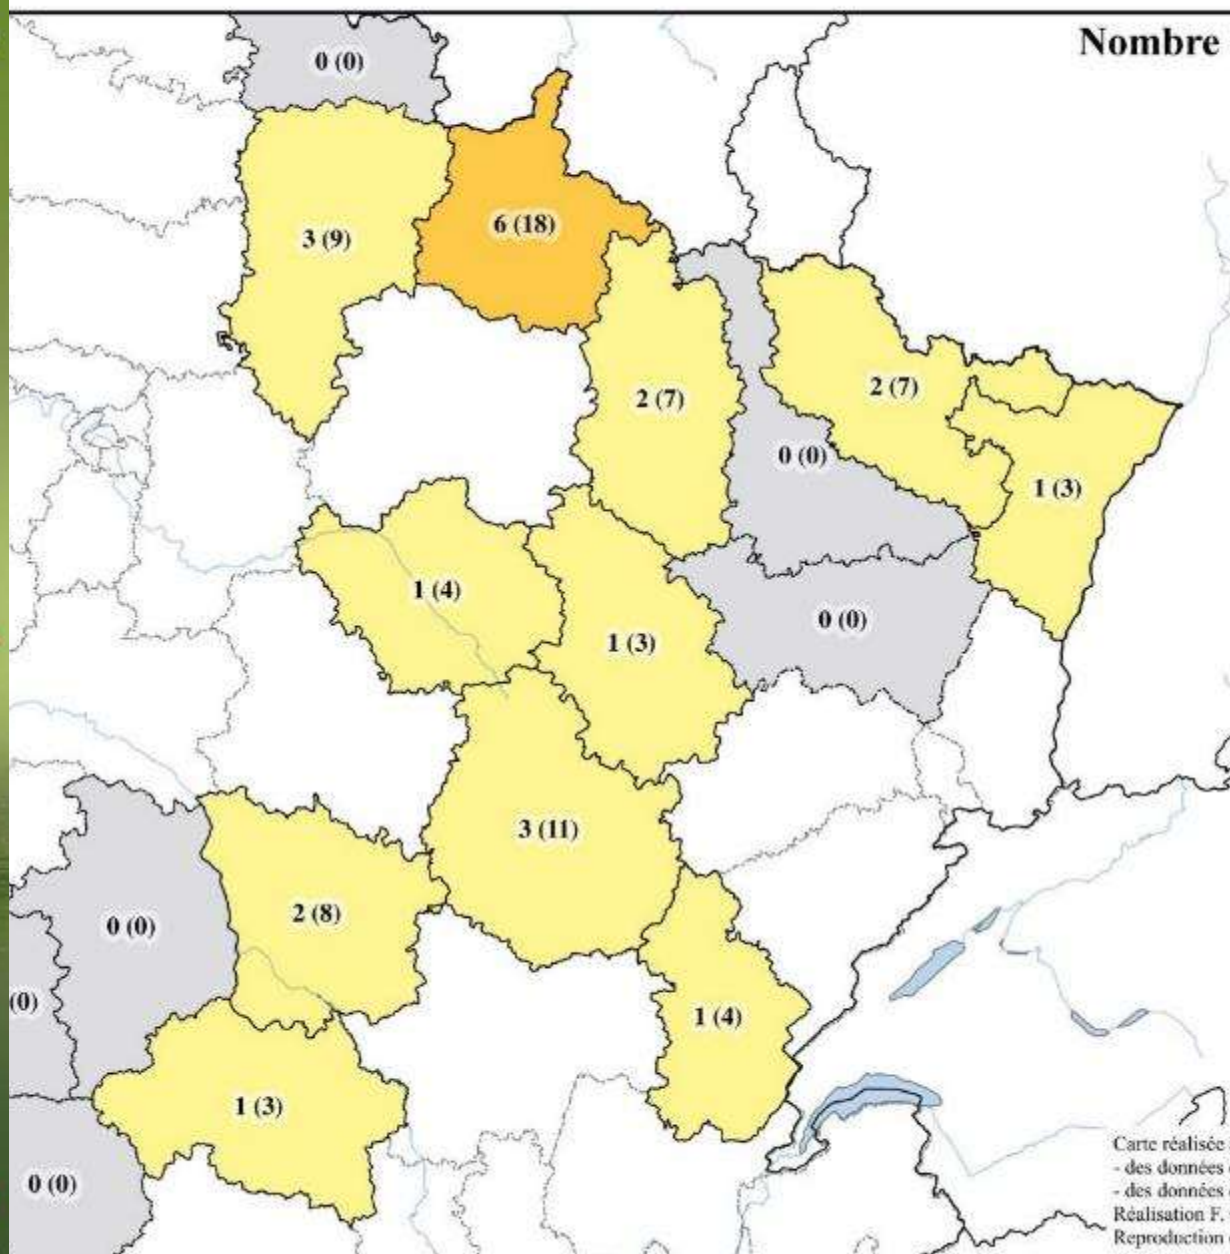 Nombre
0 (0)
6 (18)
3 (9)
2 (7)
2 (7)
0 (0)
1 (3)
1 (4)
0 (0)
1 (3)
3 (11)
2 (8)
0 (0)
(0)
1 (4)
1 (3)
0 (0)
Carte réalisée
- des données
- des données
Réalisation F.
Reproduction